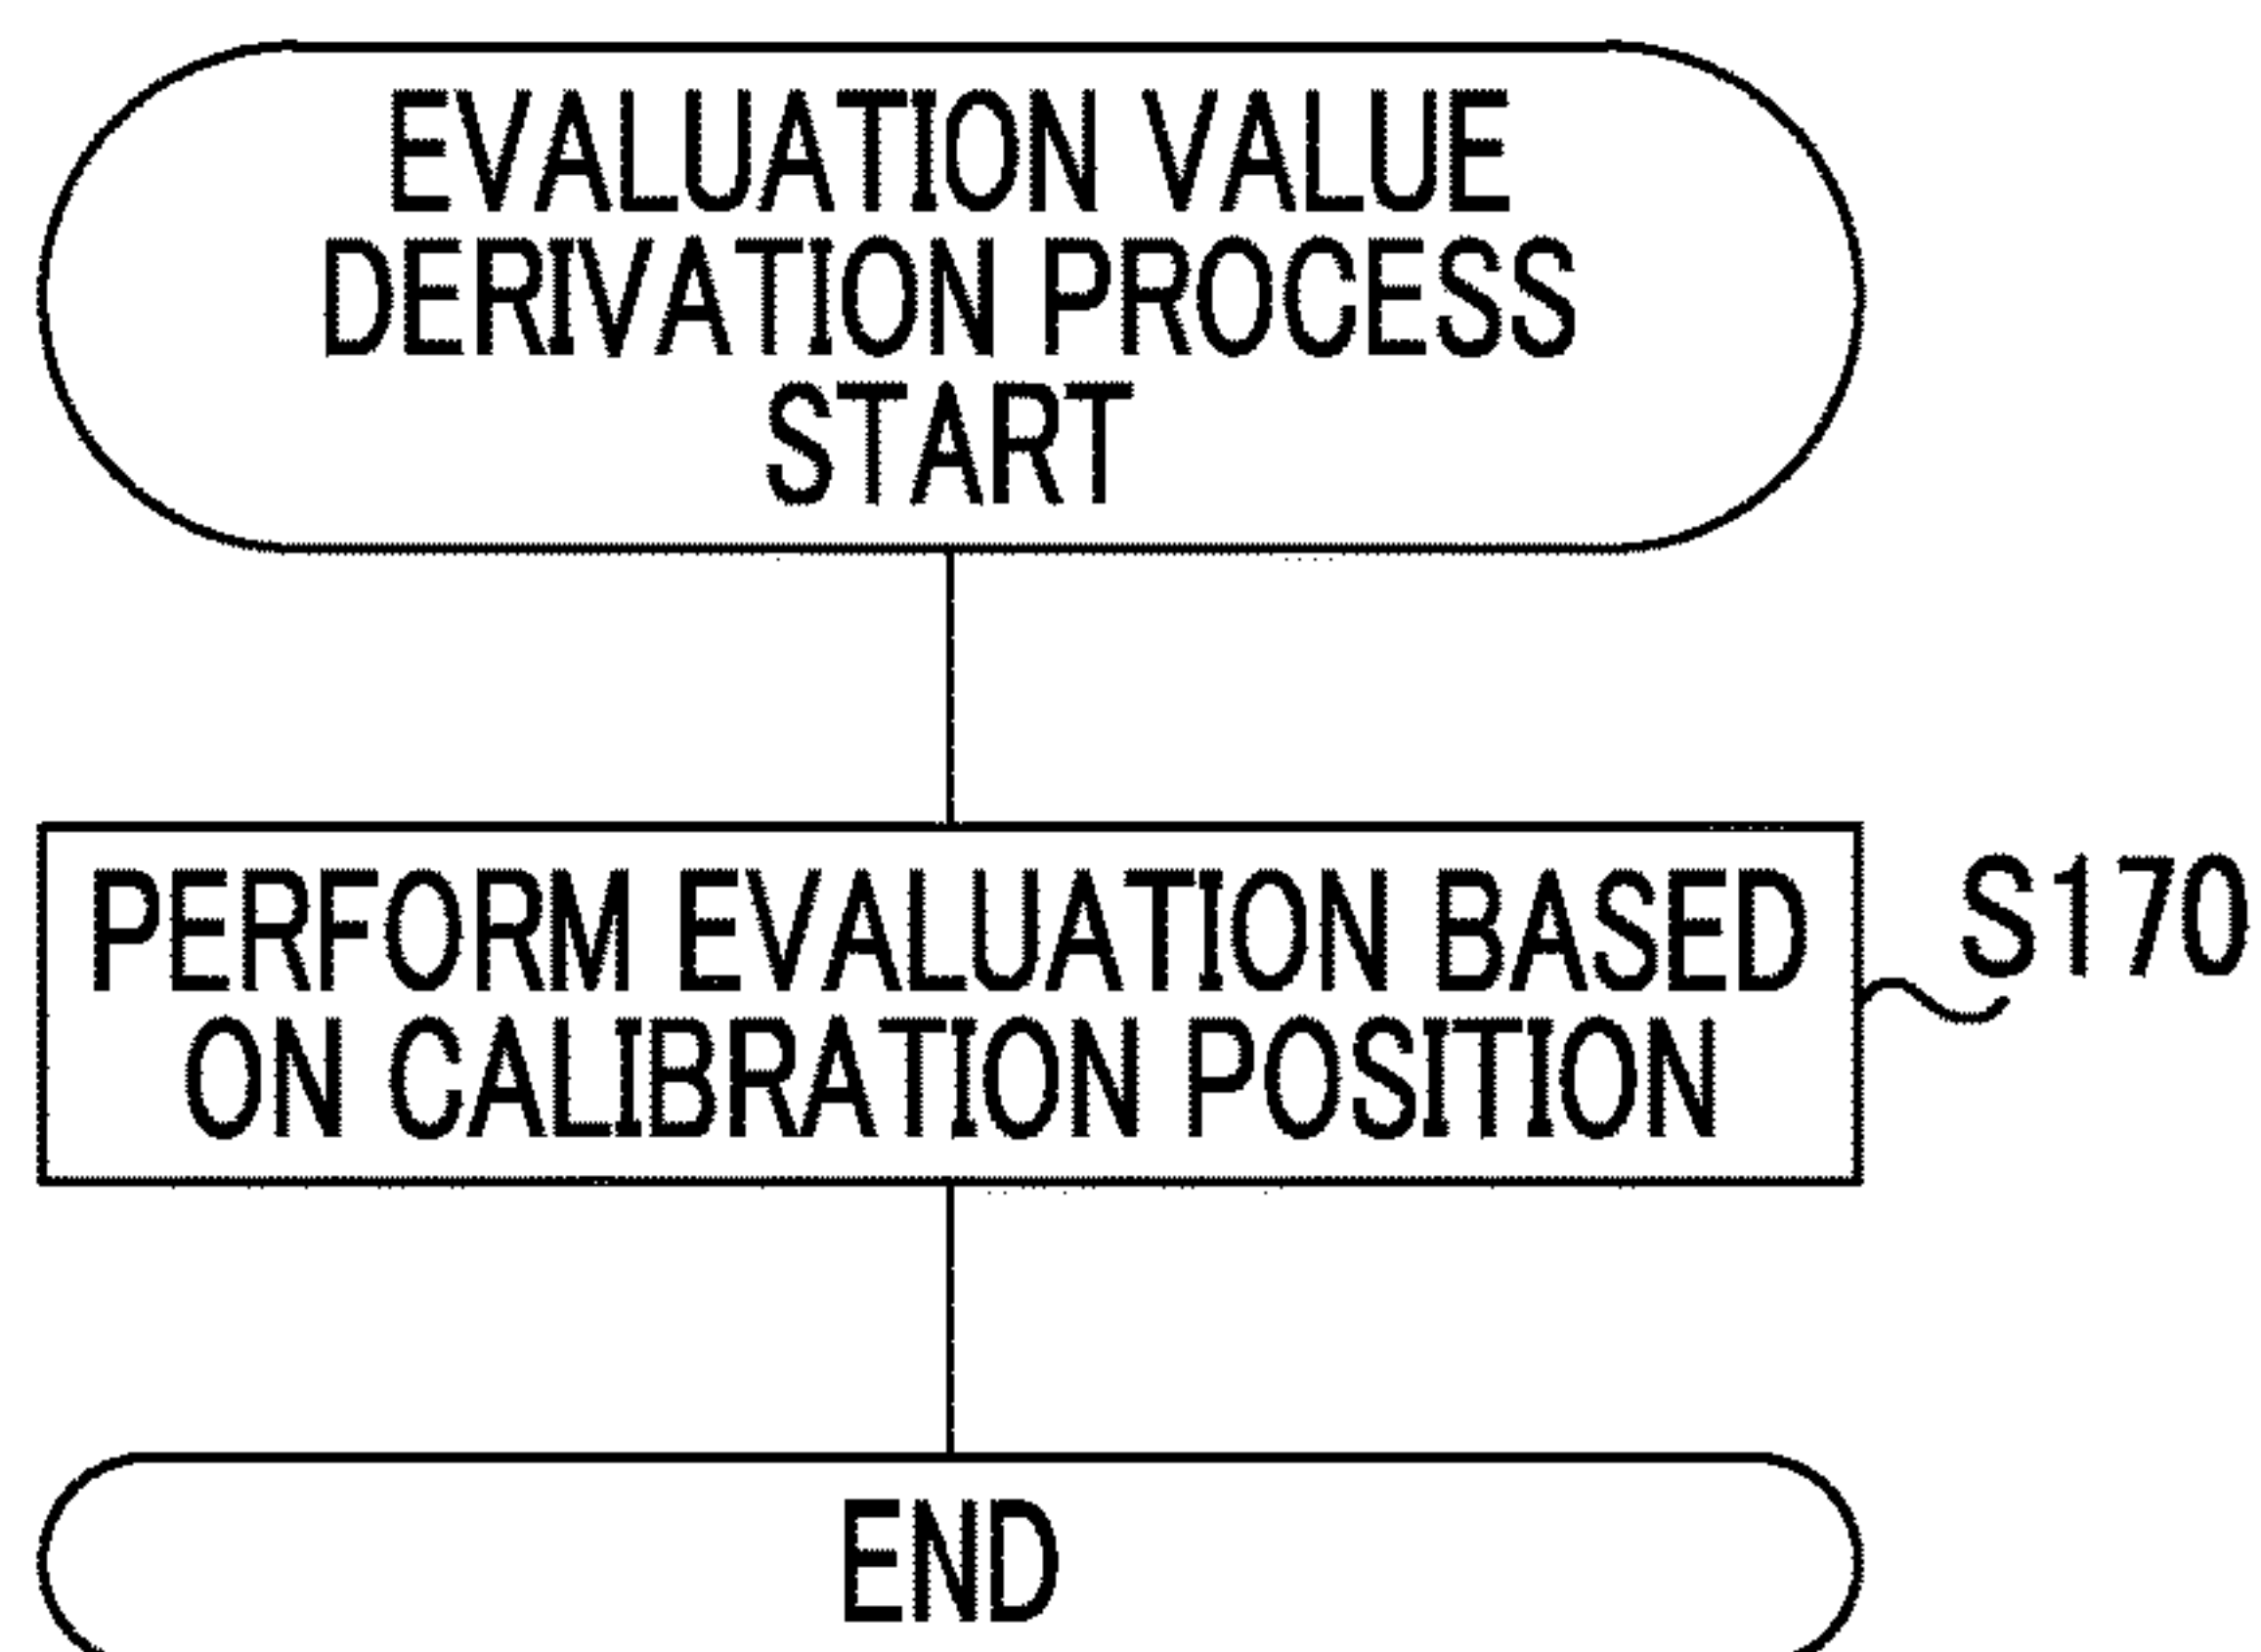 EVALUATION VALUE
DERIVATION PROCESS
START
PERFORM EVALUATION BASED
ON CALIBRATION POSITION
S170
END